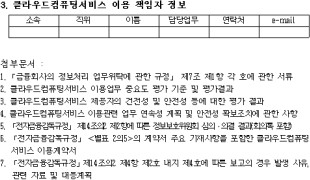 3. 클라우드컴퓨팅서비스 이용 책임자 정보
소속 직위 이름 담당업무 연락처 e-mail
첨부문서 :
1. 「금융회사의 정보처리 업무위탁에 관한 규정」 제7조 제1항 각 호에 관한 서류
2. 클라우드컴퓨팅서비스 이용업무 중요도 평가 기준 및 평가결과
3. 클라우드컴퓨팅서비스 제공자의 건전성 및 안전성 등에 대한 평가 결과
4. 클라우드컴퓨팅서비스 이용관련 업무 연속성 계획 및 안전성 확보조치에 관한 사항
5. 「전자금융감독규정」 제14조의2 제2항에 따른 정보보호위원회 심의ㆍ의결 결과(회의록 포함)
6. 「전자금융감독규정」 <별표 2의5>의 계약서 주요 기재사항을 포함한 클라우드컴퓨팅
서비스 이용계약서
7. 「전자금융감독규정」 제14조의2 제4항 제2호 내지 제4호에 따른 보고의 경우 발생 사유,
관련 자료 및 대응계획